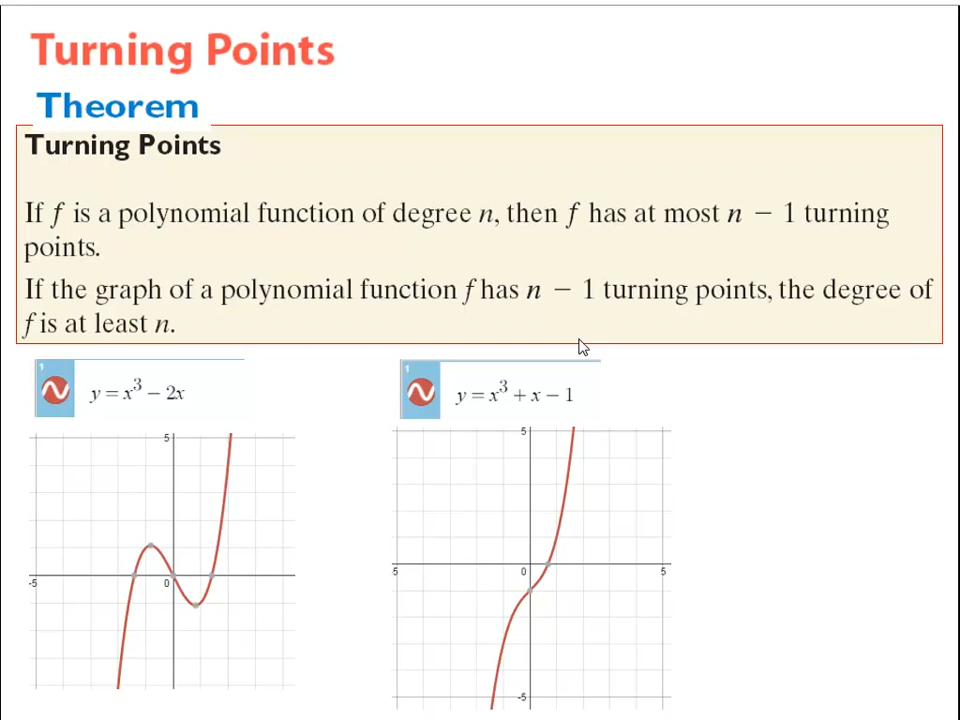 Turning Points
Theorem
Turning Points
If f is a polynomial function of degree n, then f has at most n − 1 turning
points.
If the graph of a polynomial function f has n − 1 turning points, the degree of
f is at least n.
1
y = x³ − 2x
1
y = x³ + x − 1
5
-5
0
5
5
0
5
-5